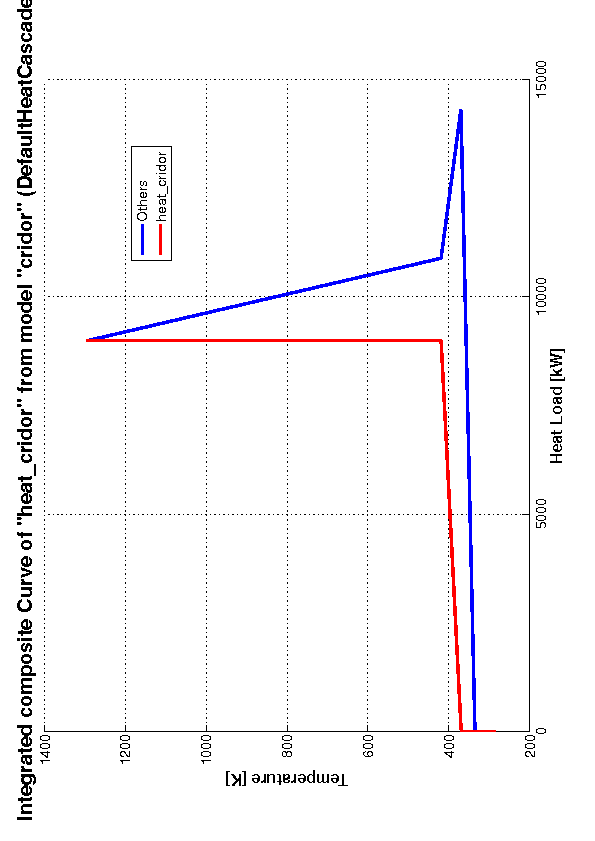 Integrated composite Curve of "heat_cridor" from model "cridor" (DefaultHeatCascade
1400
1200
1000
800
600
400
200
Temperature [K]
0
5000
10000
15000
Heat Load [kW]
Others
heat_cridor